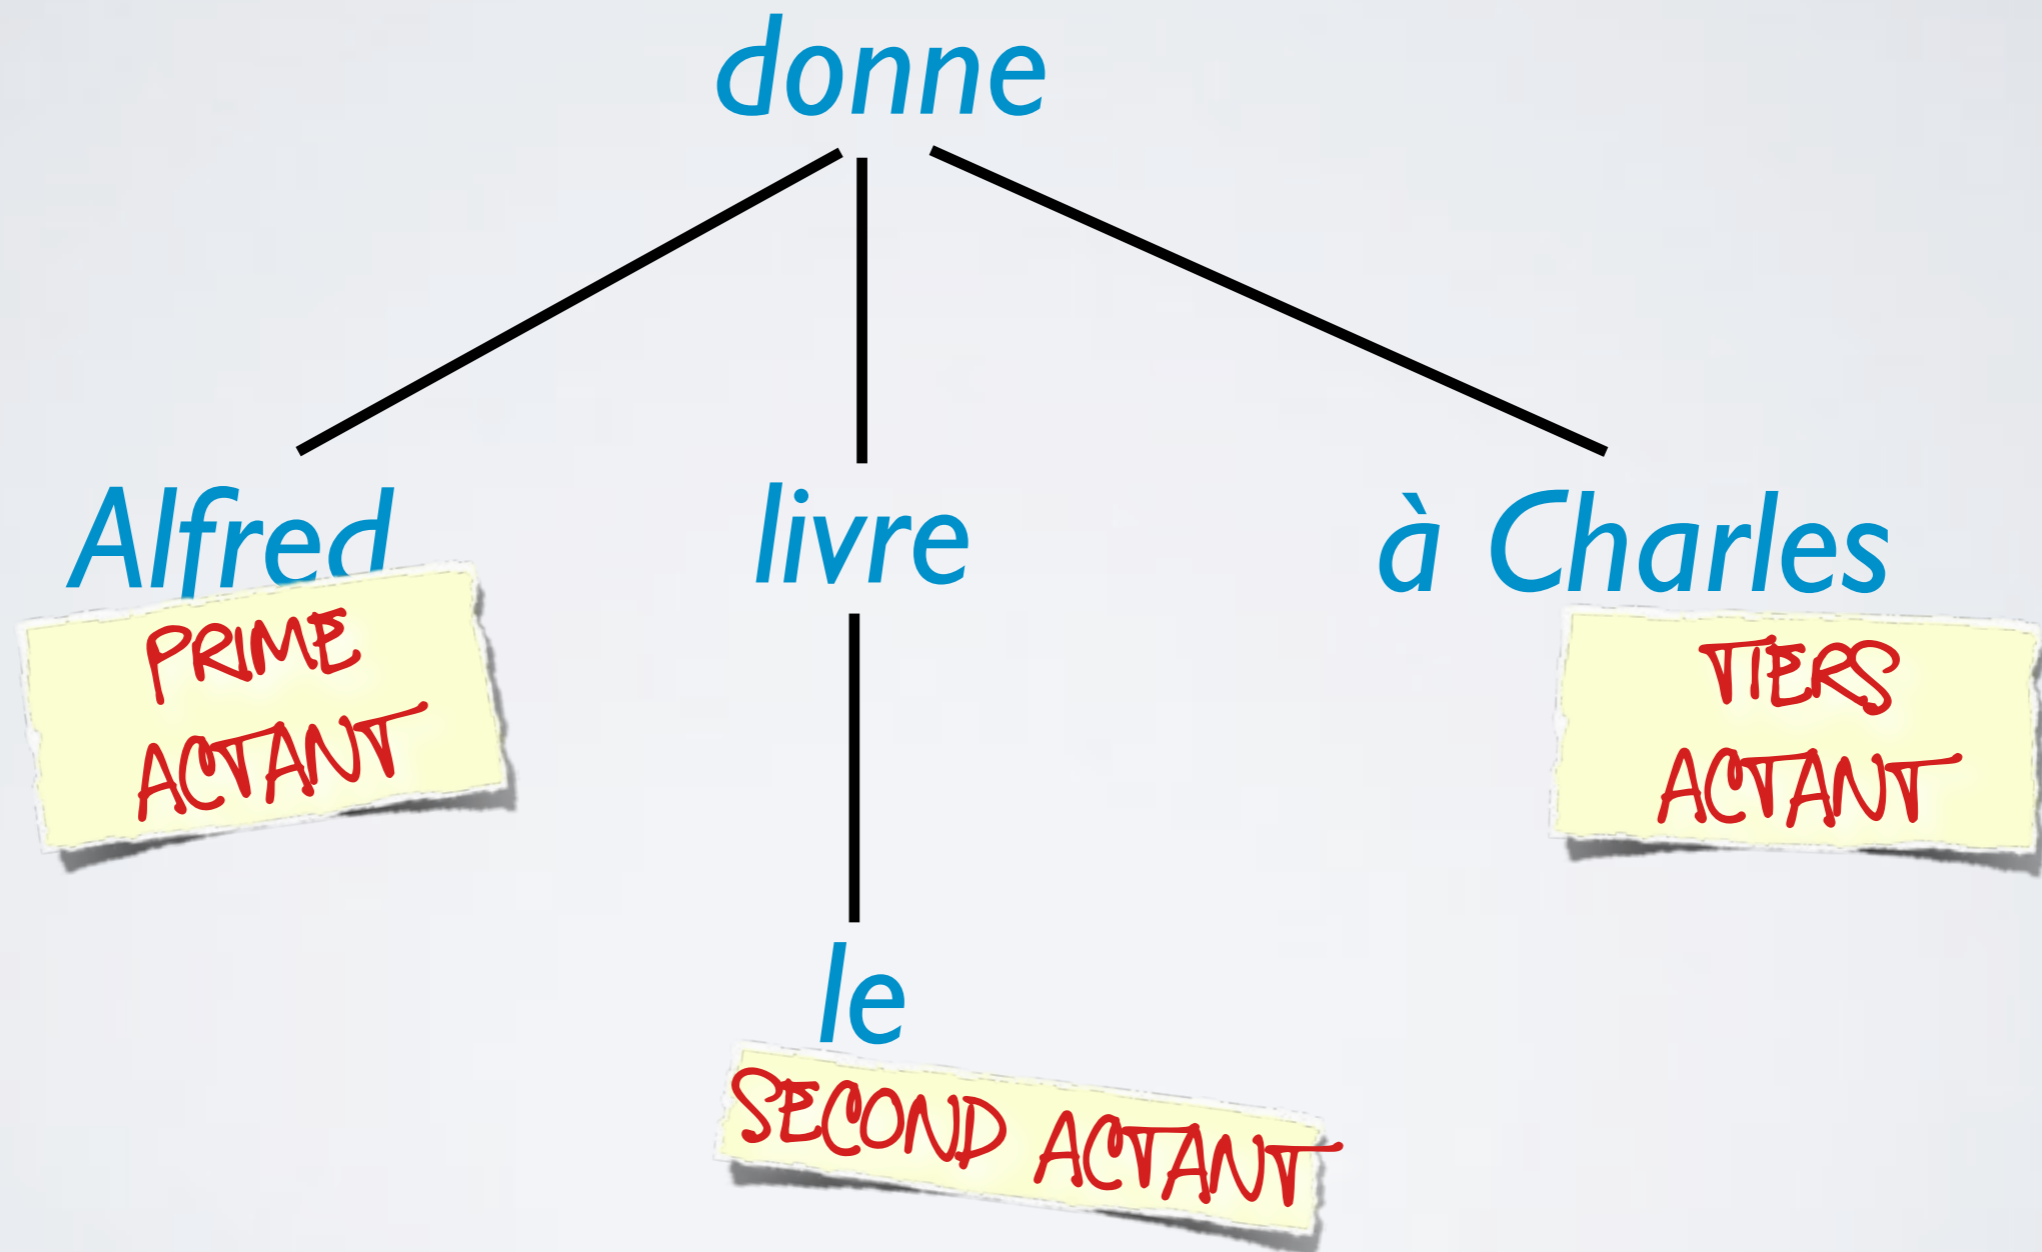 donne
Alfred livre à Charles
PRIME
ACTANT
TIERS
ACTANT
le
SECOND ACTANT